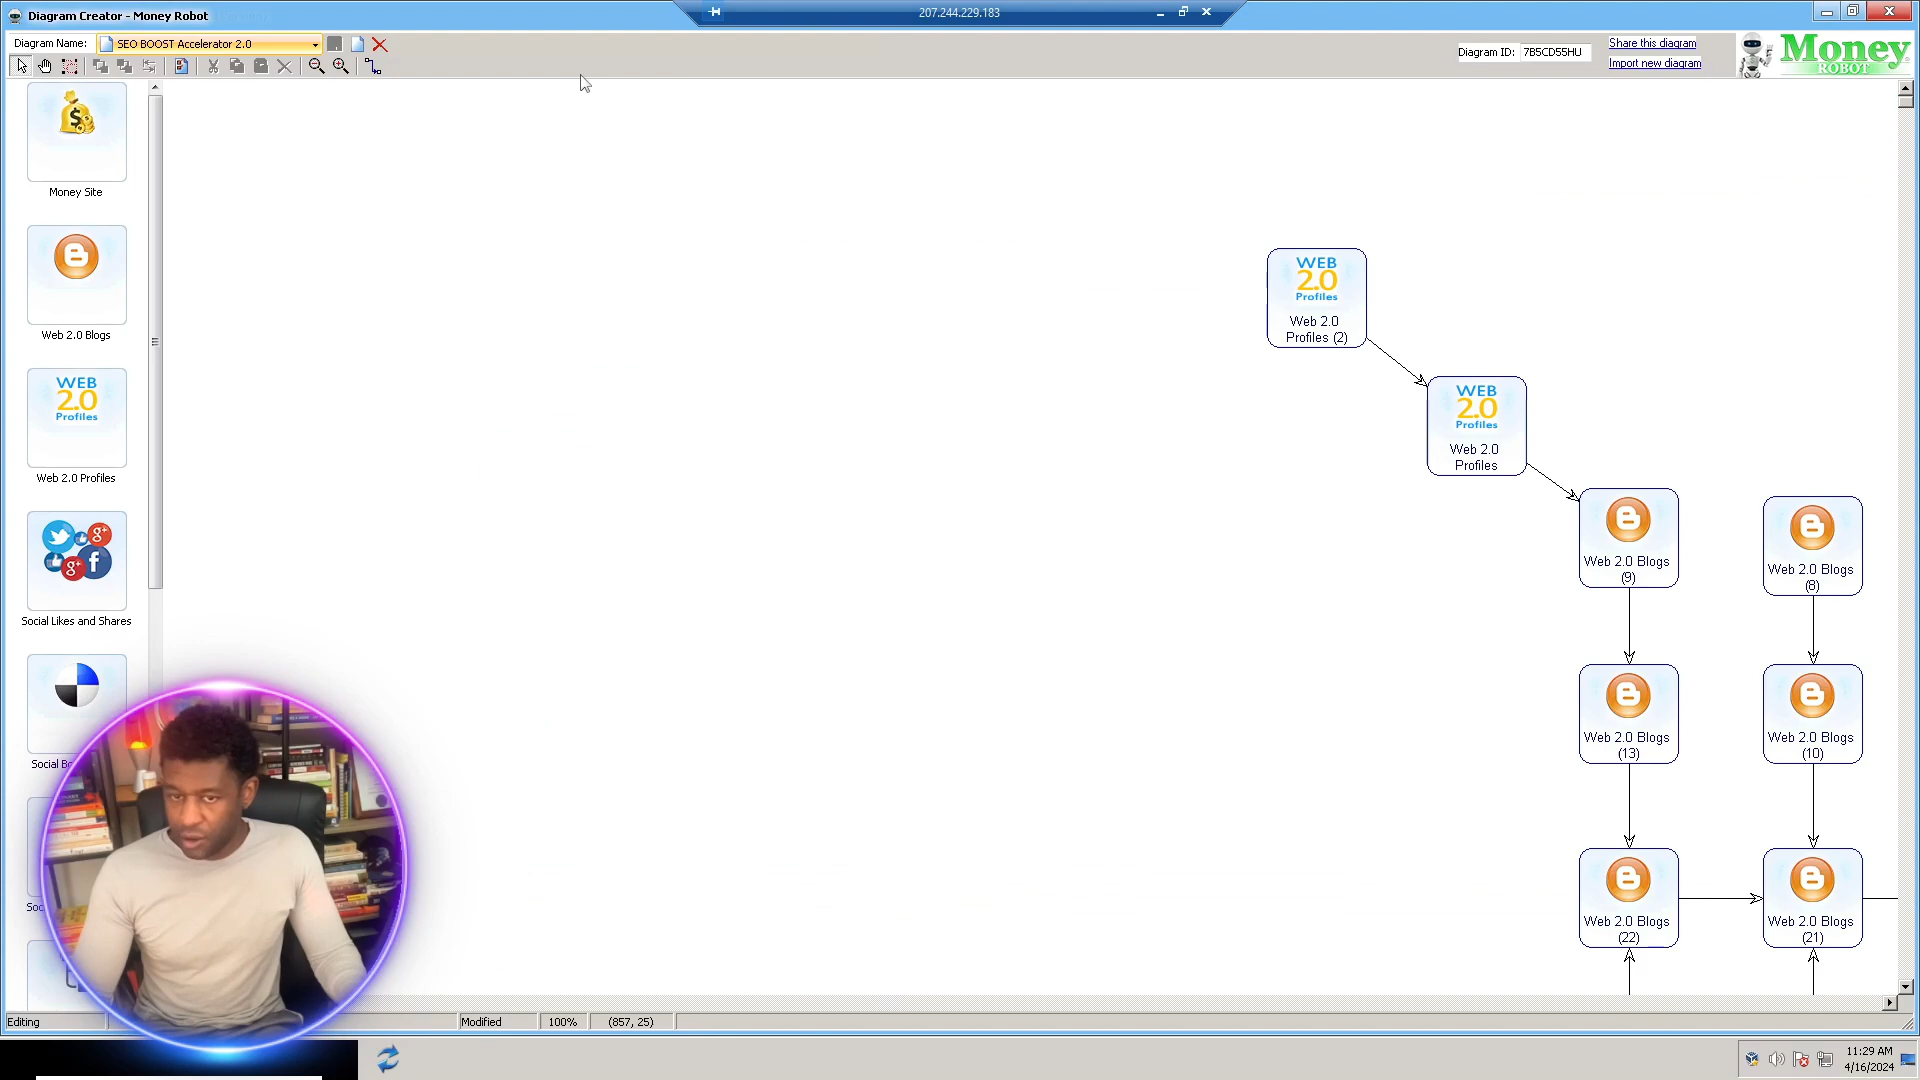 Diagram Creator - Money Robot
207.244.229.183
Diagram Name:
SEO BOOST Accelerator 2.0
Diagram ID:
7B5CD55HU
Share this diagram
Import new diagram
Money
ROBOT
Money Site
Web 2.0 Blogs
WEB
2.0
Profiles
Web 2.0 Profiles
Social Likes and Shares
WEB
2.0
Profiles
Web 2.0
Profiles (2)
WEB
2.0
Profiles
Web 2.0
Profiles
Web 2.0 Blogs
(9)
Web 2.0 Blogs
(8)
Web 2.0 Blogs
(13)
Web 2.0 Blogs
(10)
Web 2.0 Blogs
(22)
Web 2.0 Blogs
(21)
Editing
Modified
100%
(857, 25)
11:29 AM
4/16/2024